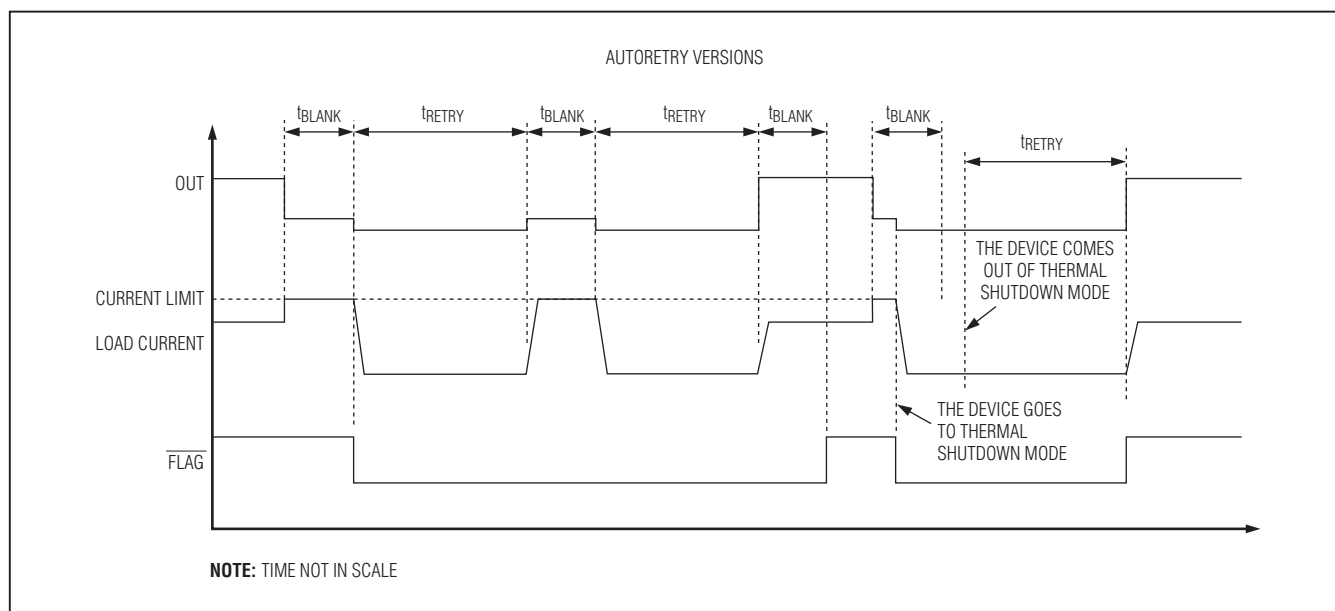 AUTORETRY VERSIONS
tBLANK
tRETRY
tBLANK
tRETRY
tBLANK
tBLANK
tRETRY
OUT
THE DEVICE COMES
OUT OF THERMAL
SHUTDOWN MODE
CURRENT LIMIT
LOAD CURRENT
THE DEVICE GOES
TO THERMAL
SHUTDOWN MODE
FLAG
NOTE: TIME NOT IN SCALE